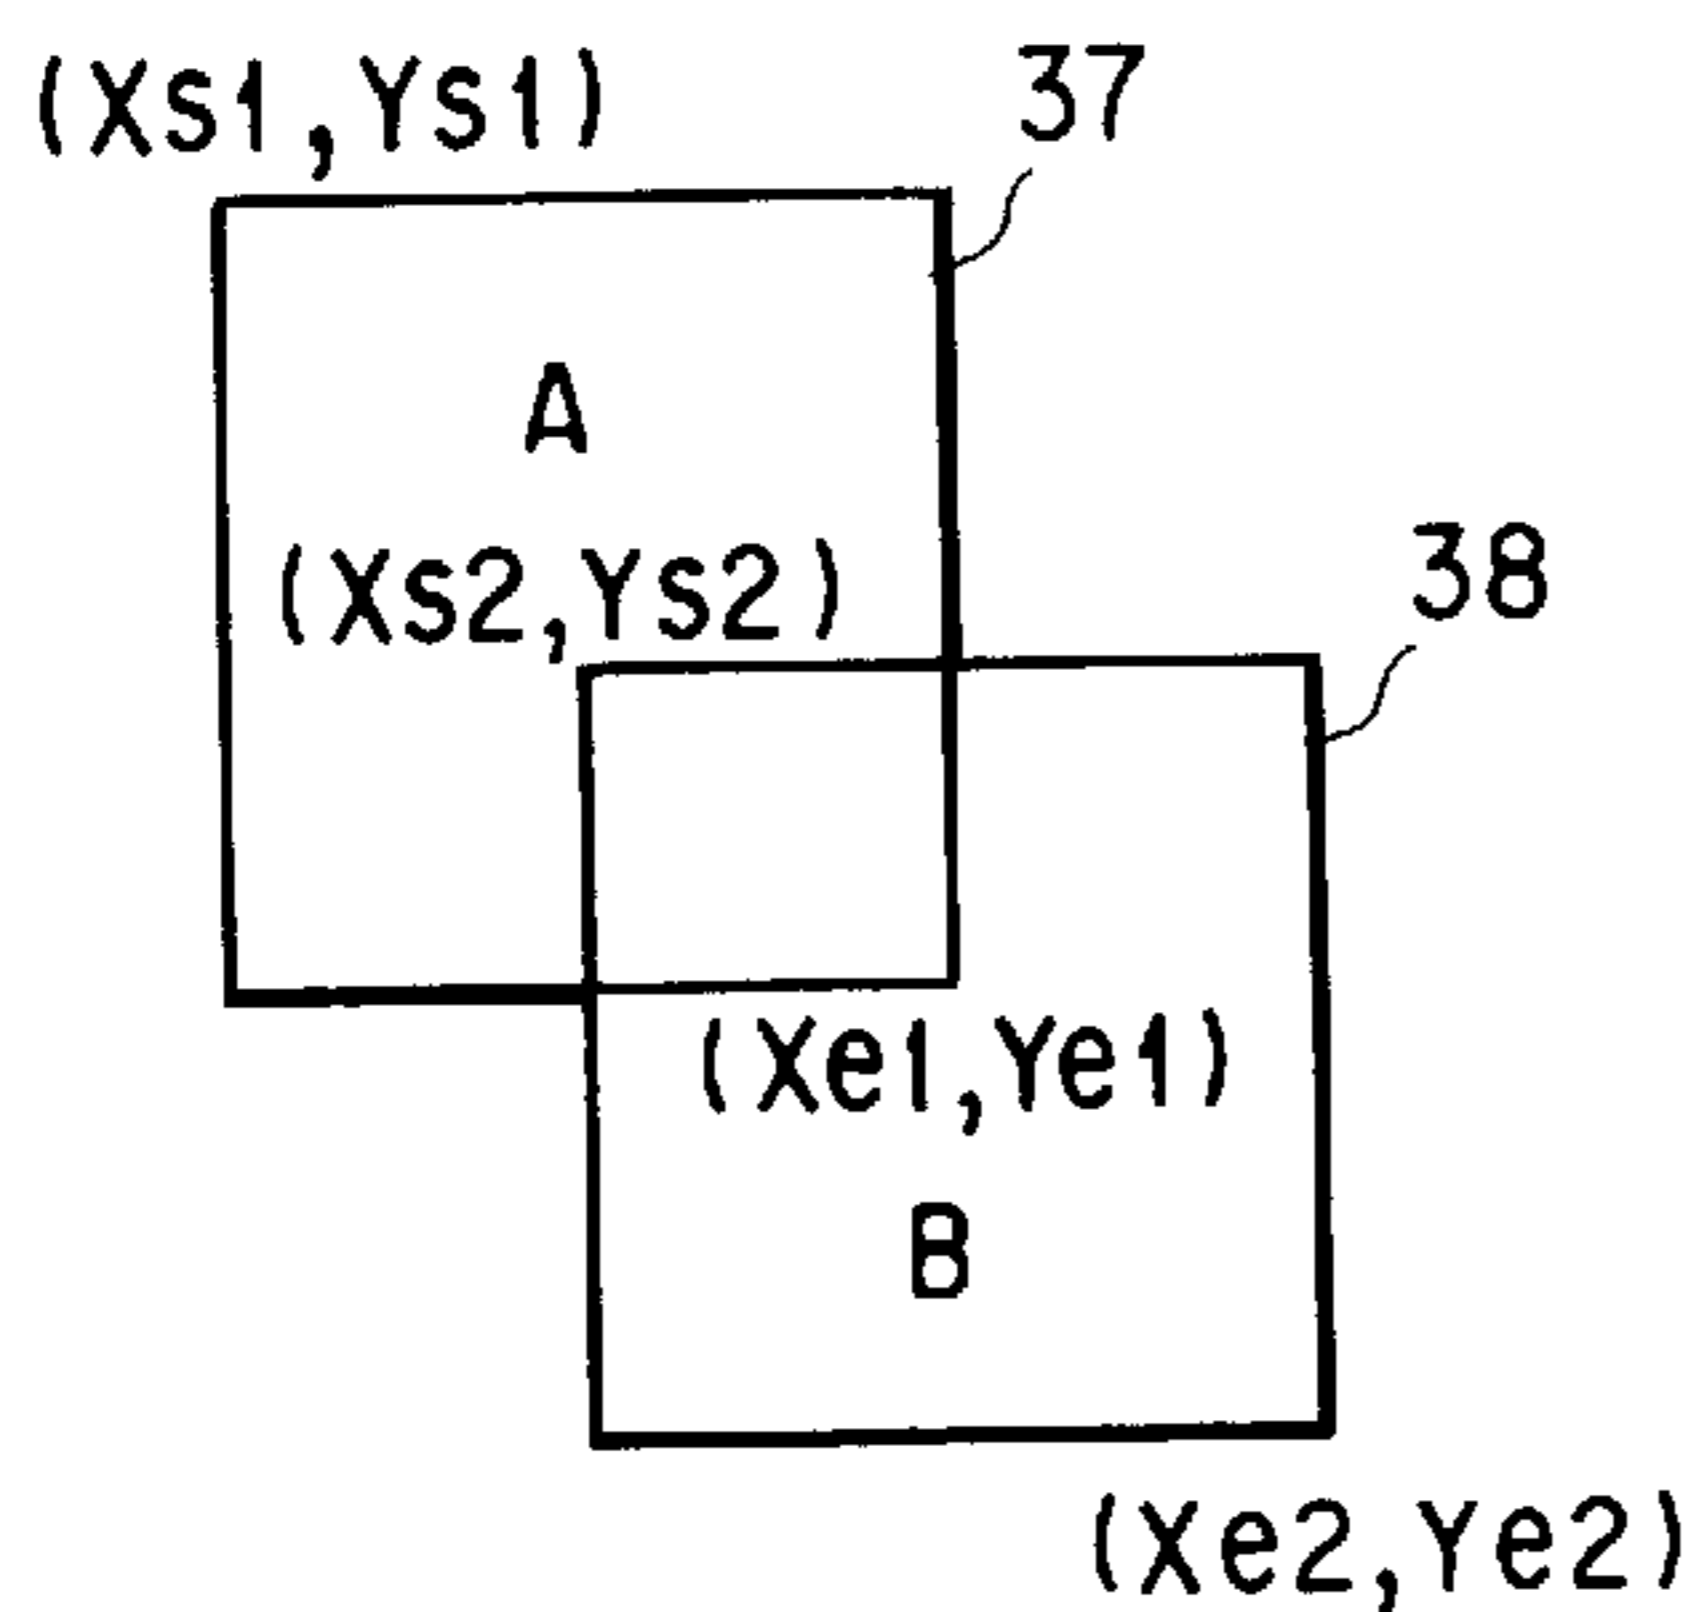 (Xs1,Ys1)
37
A
(Xs2,Ys2)
38
(Xe1,Ye1)
B
(Xe2,Ye2)